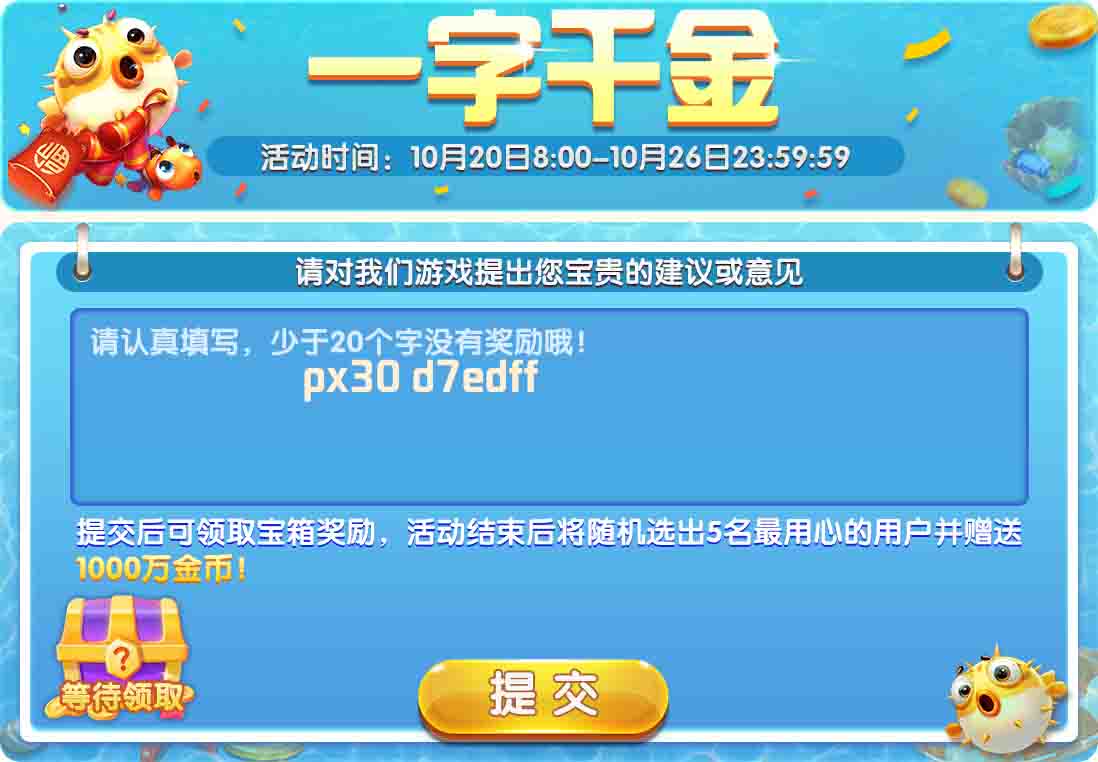 一字千金
活动时间：10月20日8:00-10月26日23:59:59
请对我们游戏提出您宝贵的建议或意见
请认真填写，少于20个字没有奖励哦！
px30 d7edff
提交后可领取宝箱奖励，活动结束后将随机选出5名最用心的用户并赠送
1000万金币！
福
?
等待领取
提交